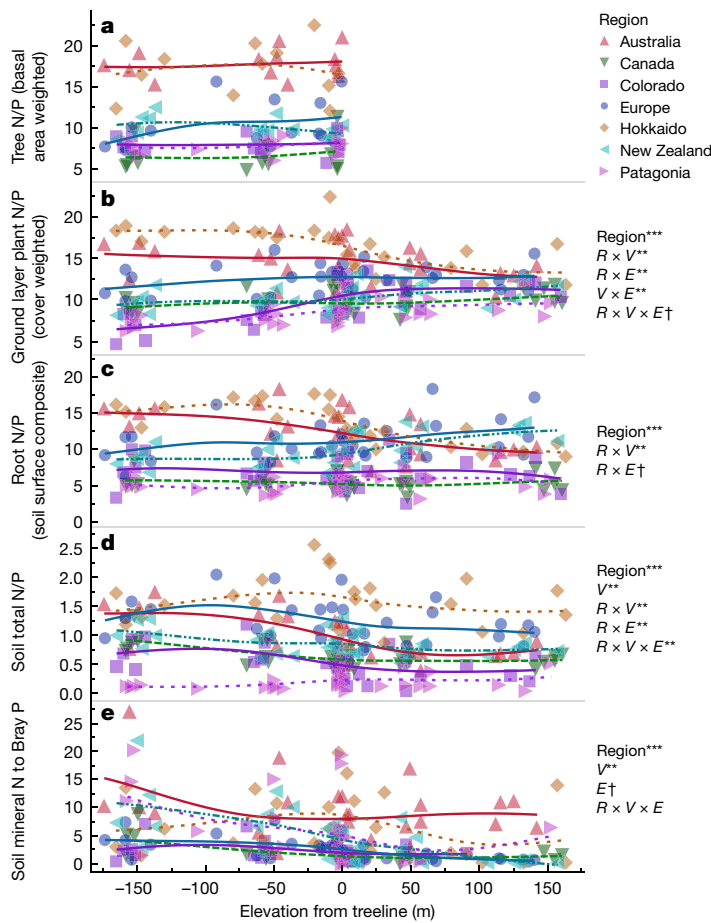 a
Tree N/P (basal
area weighted)
20
15
10
5
Region
Australia
Canada
Colorado
Europe
Hokkaido
New Zealand
Patagonia
b
Ground layer plant N/P
(cover weighted)
20
15
10
5
Region***
R × V**
R × E**
V × E**
R × V × E†
c
Root N/P
(soil surface composite)
20
15
10
5
0
Region***
R × V**
R × E†
d
Soil total N/P
2.5
2.0
1.5
1.0
0.5
0.0
Region***
V**
R × V**
R × E**
R × V × E**
e
Soil mineral N to Bray P
25
20
15
10
5
0
Region***
V**
E†
R × V × E
−150
−100
−50
0
50
100
150
Elevation from treeline (m)